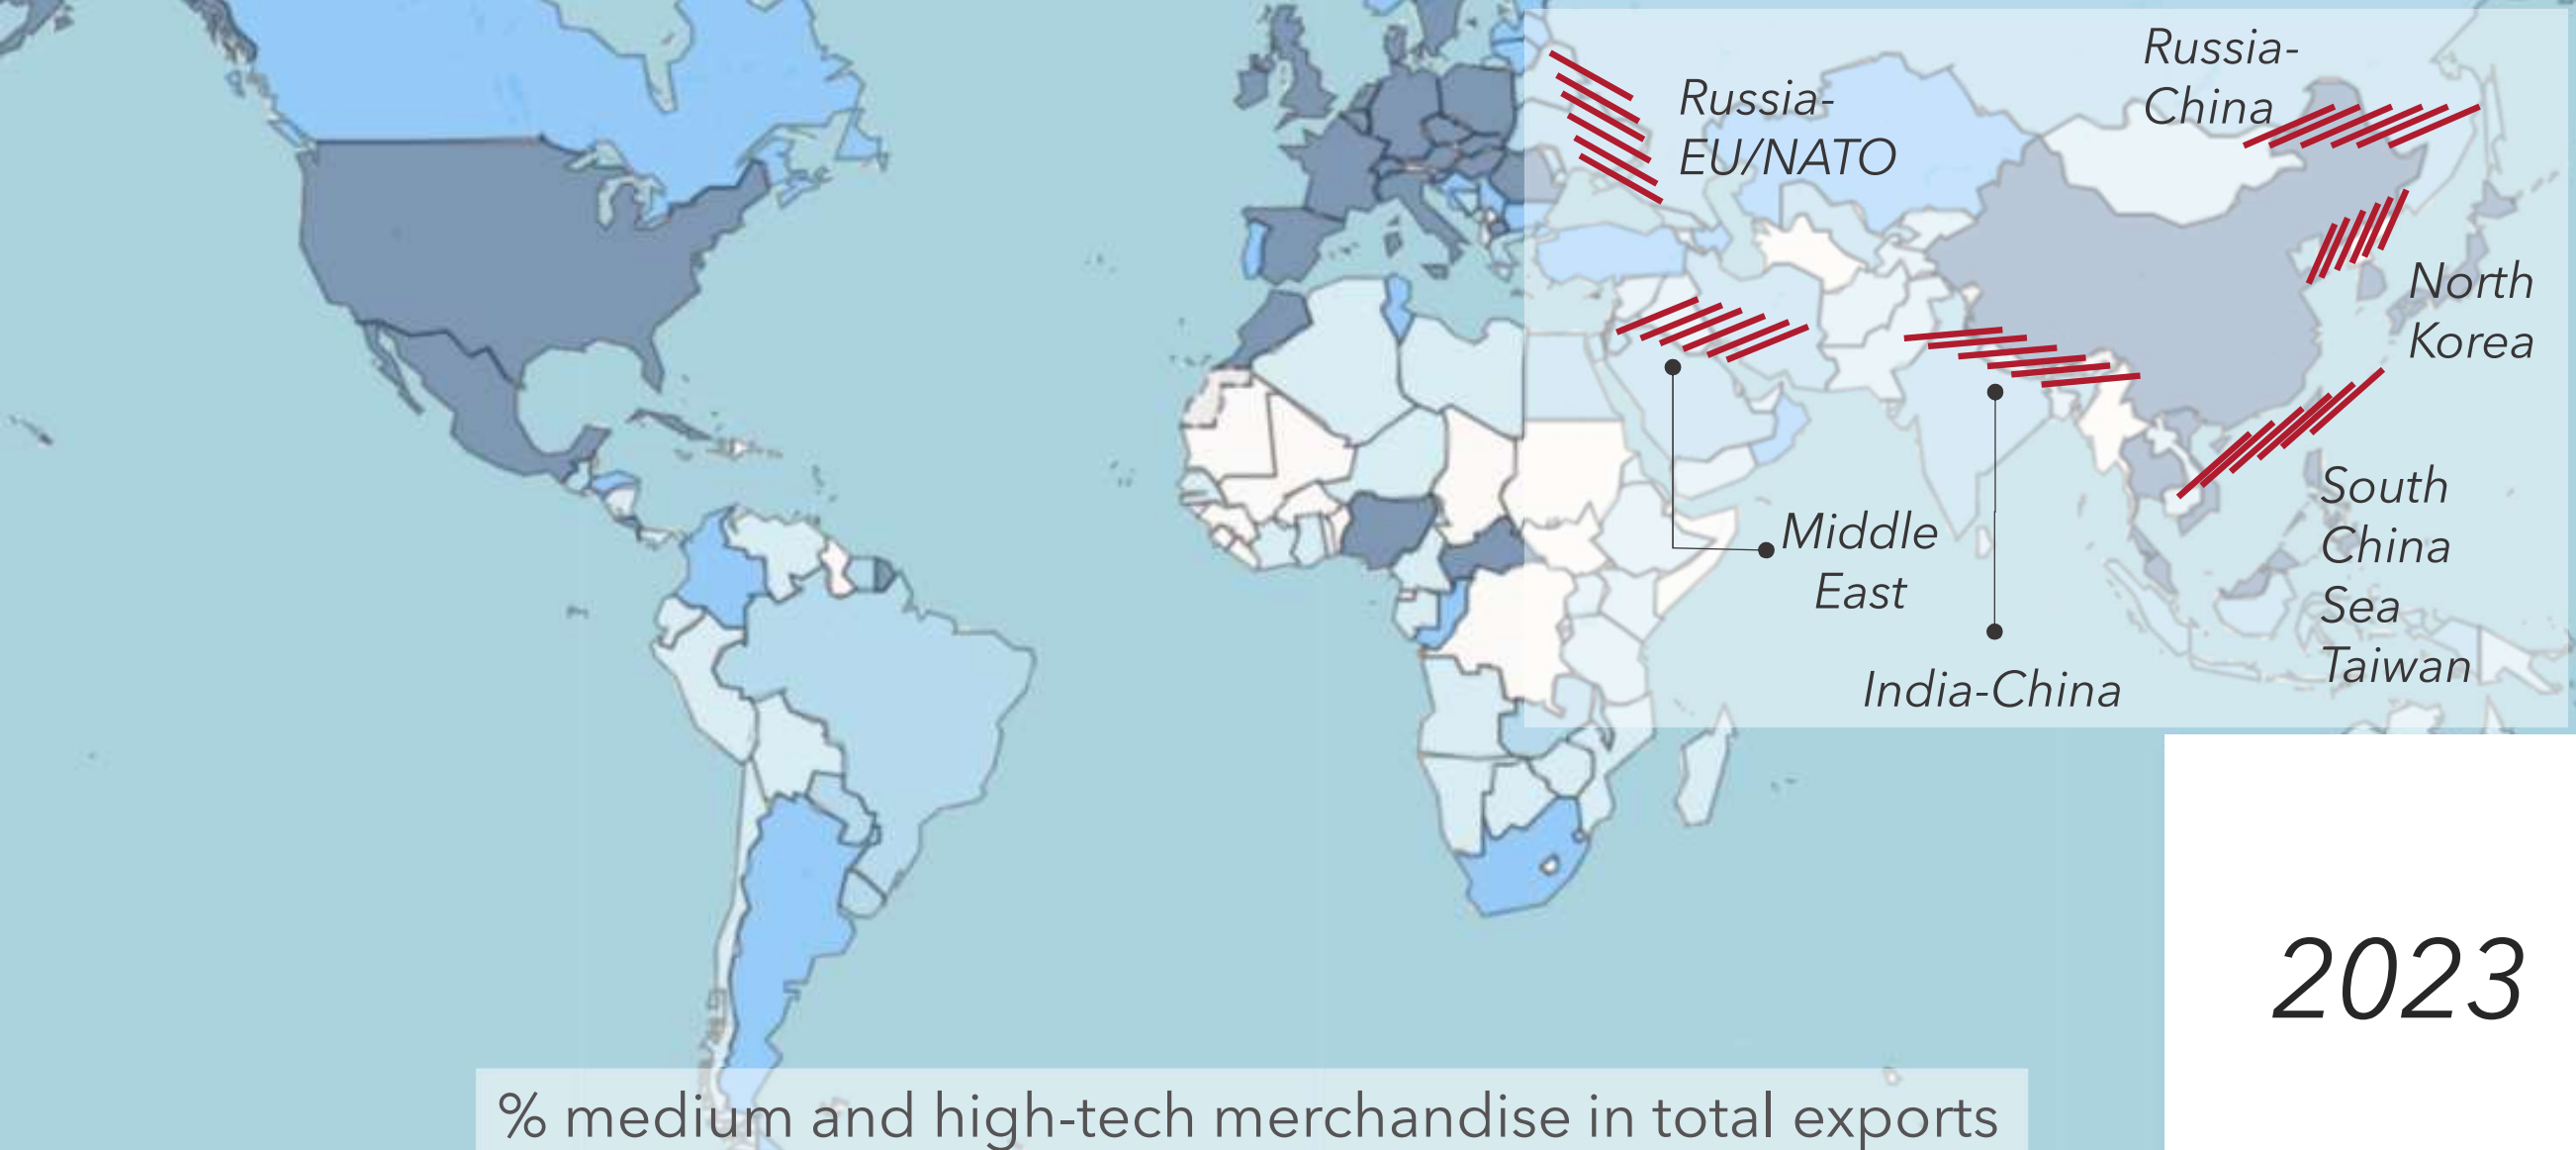 Russia-
EU/NATO
Russia-
China
North
Korea
Middle
East
India-China
South
China
Sea
Taiwan
2023
% medium and high-tech merchandise in total exports